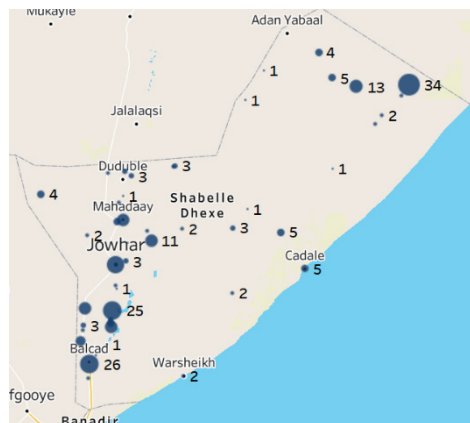 Mukayle
Adan Yabaal
4
1
5
13
34
1
2
Jalalaqsi
3
Duduble
3
1
4
1
Shabelle
Dhexe
Mahadaay
1
2
11
2
3
5
Jowhar
3
Cadale
5
1
2
25
3
1
Balcad
26
Warsheikh
2
fgooye
Banadir